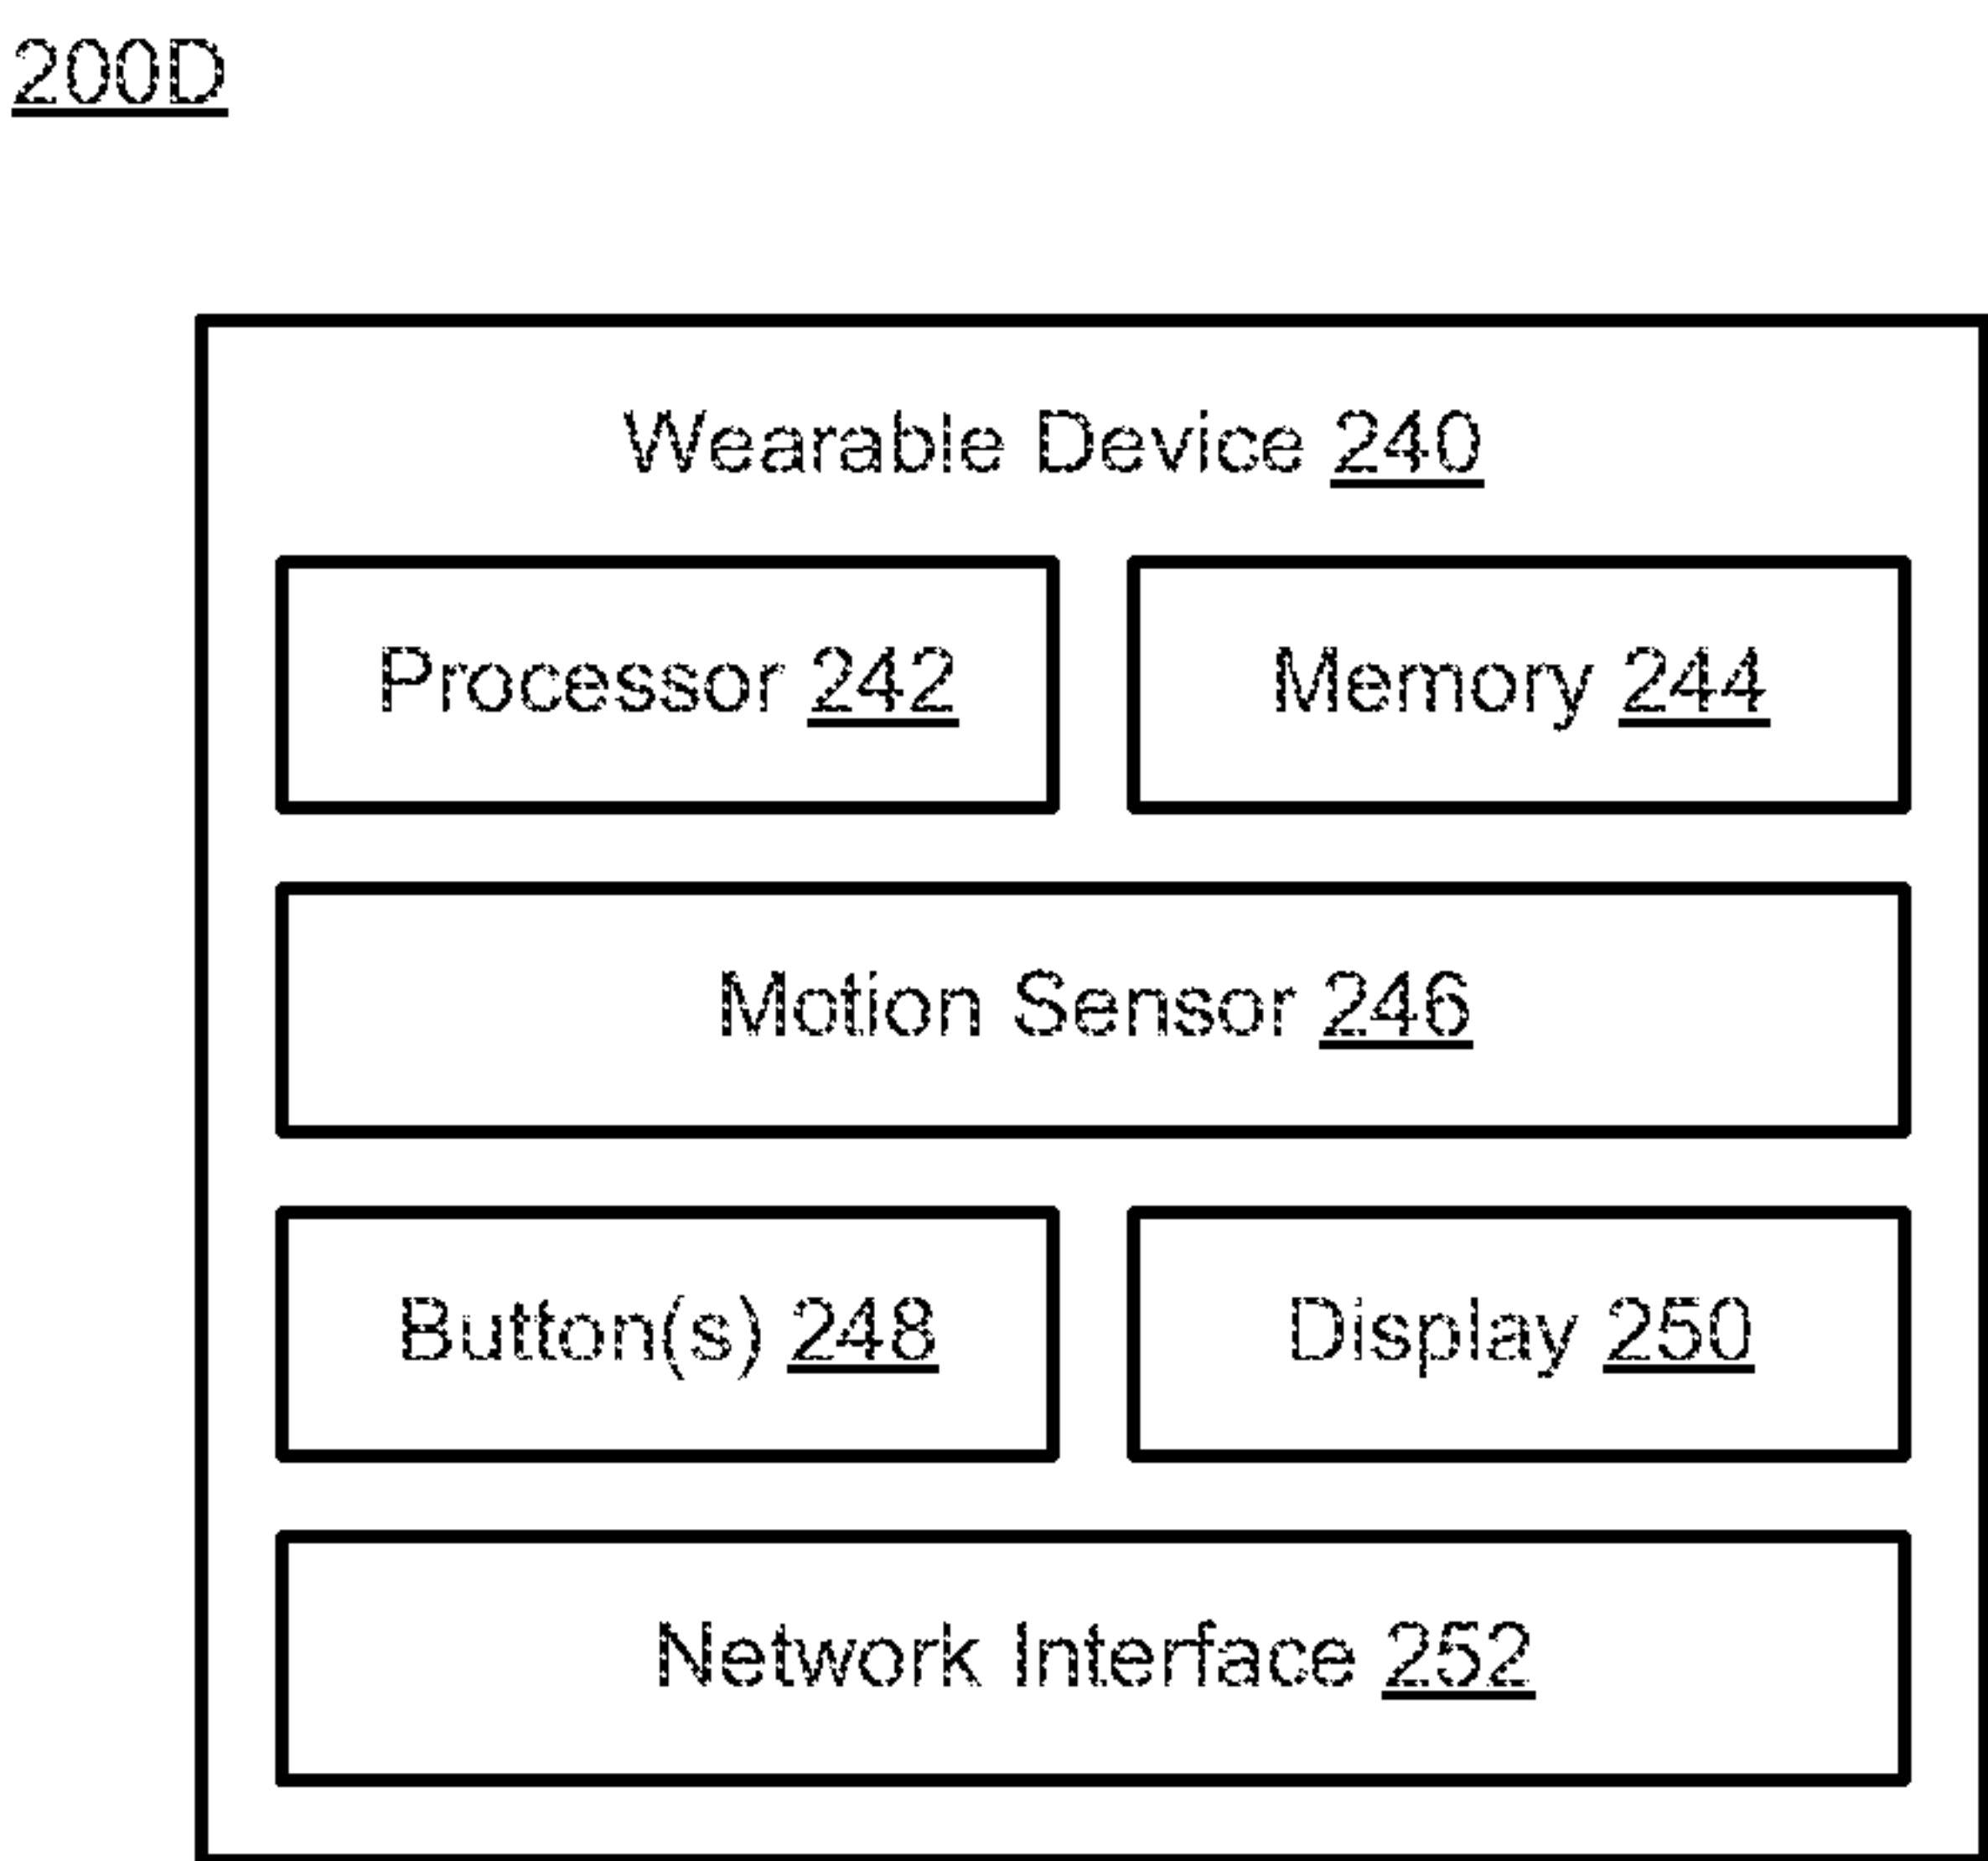 200D
Wearable Device 240
Processor 242
Memory 244
Motion Sensor 246
Button(s) 248
Display 250
Network Interface 252